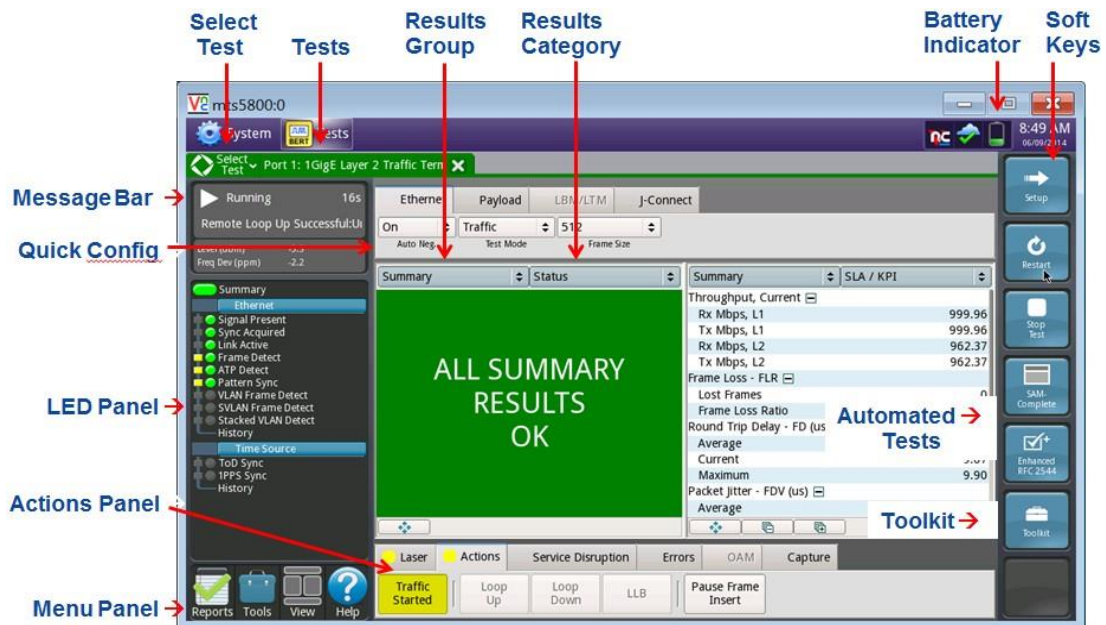 Select Test
Tests
Results Group
Results Category
Battery Indicator
Soft Keys
mts5800:0
System
BERT
Tests
8:49 AM
06/09/2014
Select Test
Port 1: 1GigE Layer 2 Traffic Term
Message Bar
Running 16s
Remote Loop Up Successful:
Quick Config
Level (dBm) -5.5
Freq Dev (ppm) -2.2
Ethernet
Payload
LBM/LTM
J-Connect
On
Traffic
512
Auto Neg.
Test Mode
Frame Size
Summary
Status
Summary
SLA / KPI
Summary
Ethernet
Signal Present
Sync Acquired
Link Active
Frame Detect
ATP Detect
Pattern Sync
VLAN Frame Detect
SVLAN Frame Detect
Stacked VLAN Detect
History
Time Source
ToD Sync
1PPS Sync
History
LED Panel
ALL SUMMARY
RESULTS
OK
Throughput, Current
Rx Mbps, L1 999.96
Tx Mbps, L1 999.96
Rx Mbps, L2 962.37
Tx Mbps, L2 962.37
Frame Loss - FLR
Lost Frames 0
Frame Loss Ratio
Round Trip Delay - FD (us
Average
Current
Maximum 9.90
Packet Jitter - FDV (us)
Average
Automated Tests
Toolkit
Setup
Restart
Stop Test
SAM-Complete
Enhanced RFC 2544
Toolkit
Actions Panel
Laser
Actions
Service Disruption
Errors
OAM
Capture
Traffic Started
Loop Up
Loop Down
LLB
Pause Frame Insert
Menu Panel
Reports
Tools
View
Help